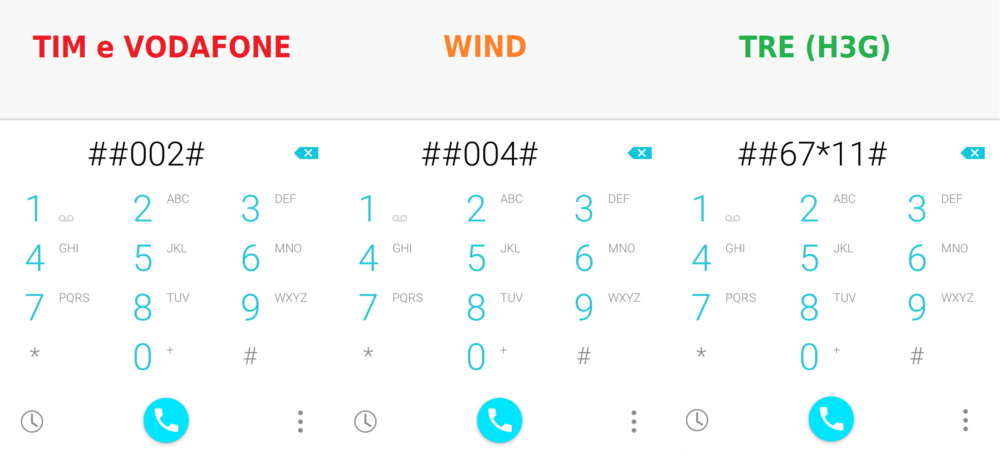 TIM e VODAFONE
WIND
TRE (H3G)
##002#
##004#
##67*11#
1 2 ABC 3 DEF
4 GHI 5 JKL 6 MNO
7 PQRS 8 TUV 9 WXYZ
* 0 + #
1 2 ABC 3 DEF
4 GHI 5 JKL 6 MNO
7 PQRS 8 TUV 9 WXYZ
* 0 + #
1 2 ABC 3 DEF
4 GHI 5 JKL 6 MNO
7 PQRS 8 TUV 9 WXYZ
* 0 + #